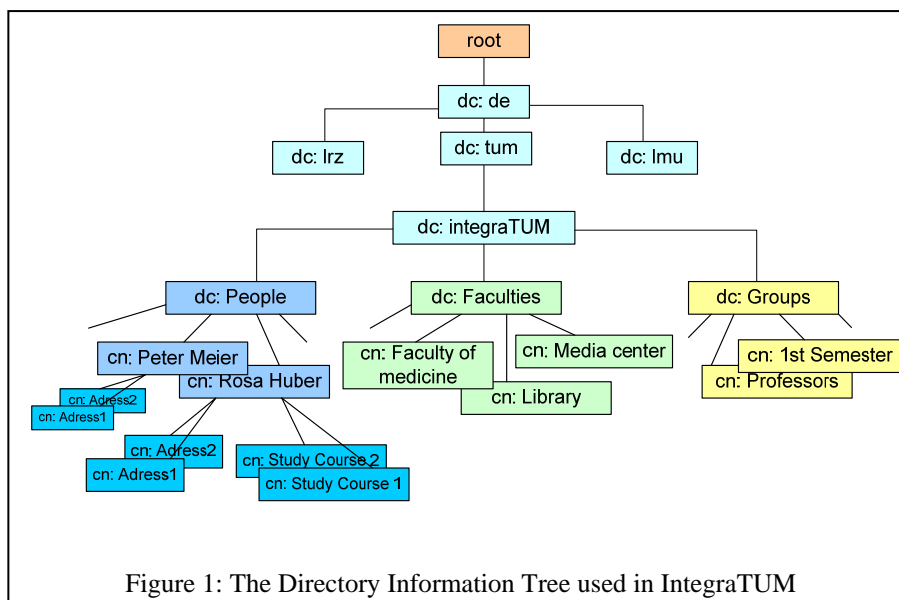 root
dc: de
dc: lrz
dc: tum
dc: lmu
dc: integraTUM
dc: People
dc: Faculties
dc: Groups
cn: Peter Meier
cn: Rosa Huber
cn: Faculty of
medicine
cn: Media center
cn: Library
cn: 1st Semester
cn: Professors
cn: Adress2
cn: Adress1
cn: Adress2
cn: Adress1
cn: Study Course 2
cn: Study Course 1
Figure 1: The Directory Information Tree used in IntegraTUM